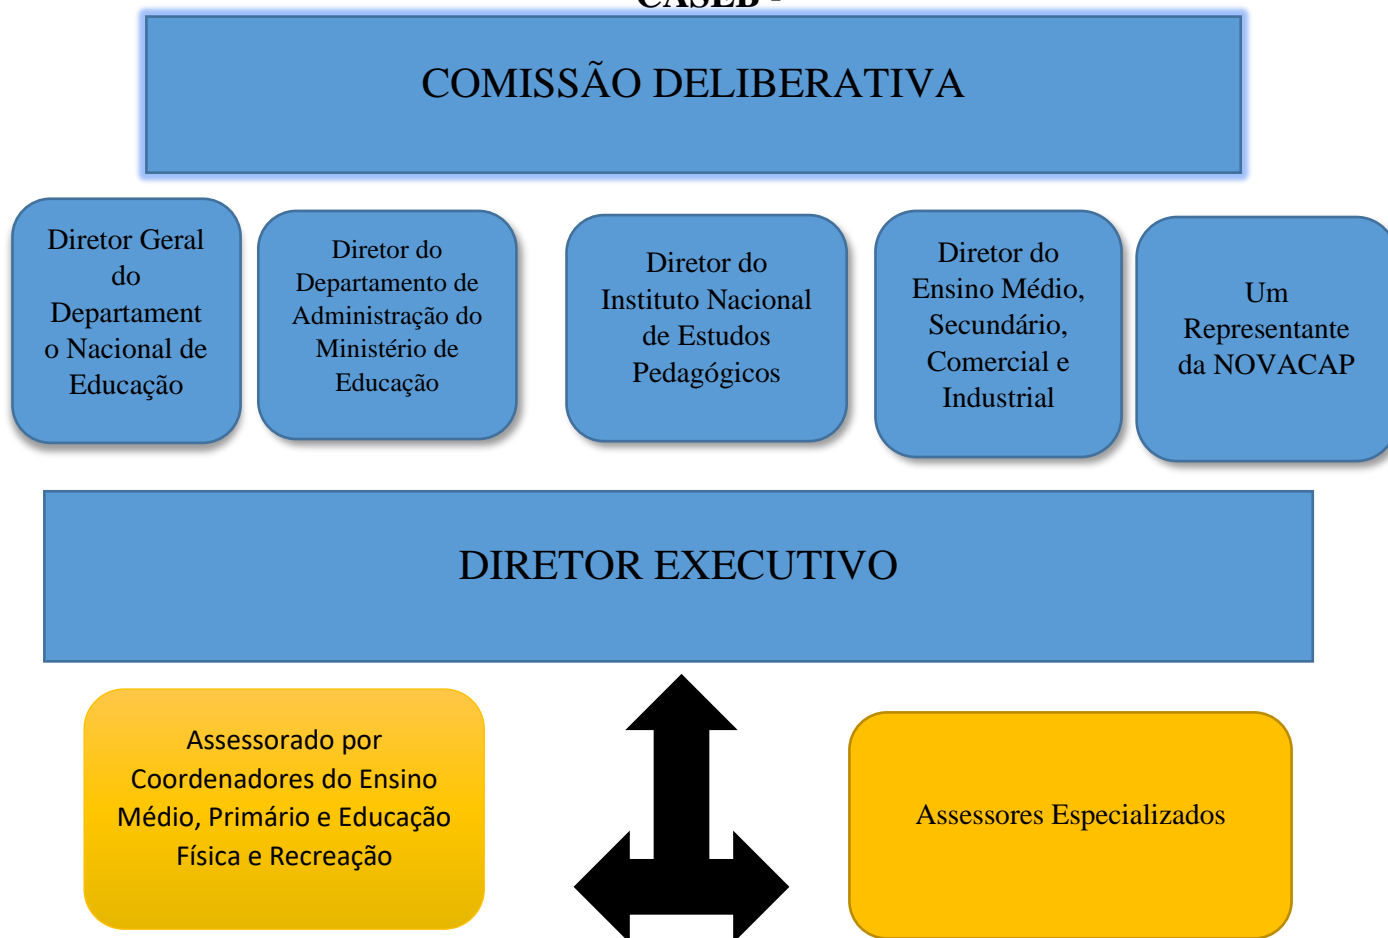 CASEB -
COMISSÃO DELIBERATIVA
Diretor Geral
do
Departament
o Nacional de
Educação
Diretor do
Departamento de
Administração do
Ministério de
Educação
Diretor do
Instituto Nacional
de Estudos
Pedagógicos
Diretor do
Ensino Médio,
Secundário,
Comercial e
Industrial
Um
Representante
da NOVACAP
DIRETOR EXECUTIVO
Assessorado por
Coordenadores do Ensino
Médio, Primário e Educação
Física e Recreação
Assessores Especializados